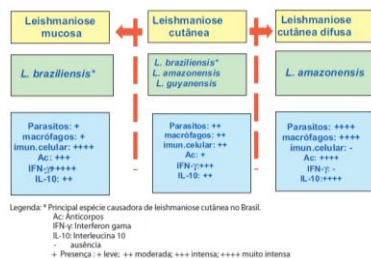 Leishmaniose
mucosa
Leishmaniose
cutânea
Leishmaniose
cutânea difusa
L. braziliensis*
L. braziliensis*
L. amazonensis
L. guyanensis
L. amazonensis
Parasitos: +
macrófagos: +
imun.celular: ++++
Ac: +++
IFN-γ+++++
IL-10: ++
Parasitos: ++
macrófagos: ++
imun.celular: ++
Ac: +
IFN-γ:+++
IL-10: ++
Parasitos: ++++
macrófagos: ++++
imun.celular: -
Ac: ++++
IFN-γ: -
IL-10:++++
Legenda: * Principal espécie causadora de leishmaniose cutânea no Brasil.
Ac: Anticorpos
IFN-γ: Interferon gama
IL-10: Interleucina 10
- ausência
+ Presença : + leve; ++ moderada; +++ intensa; ++++ muito intensa